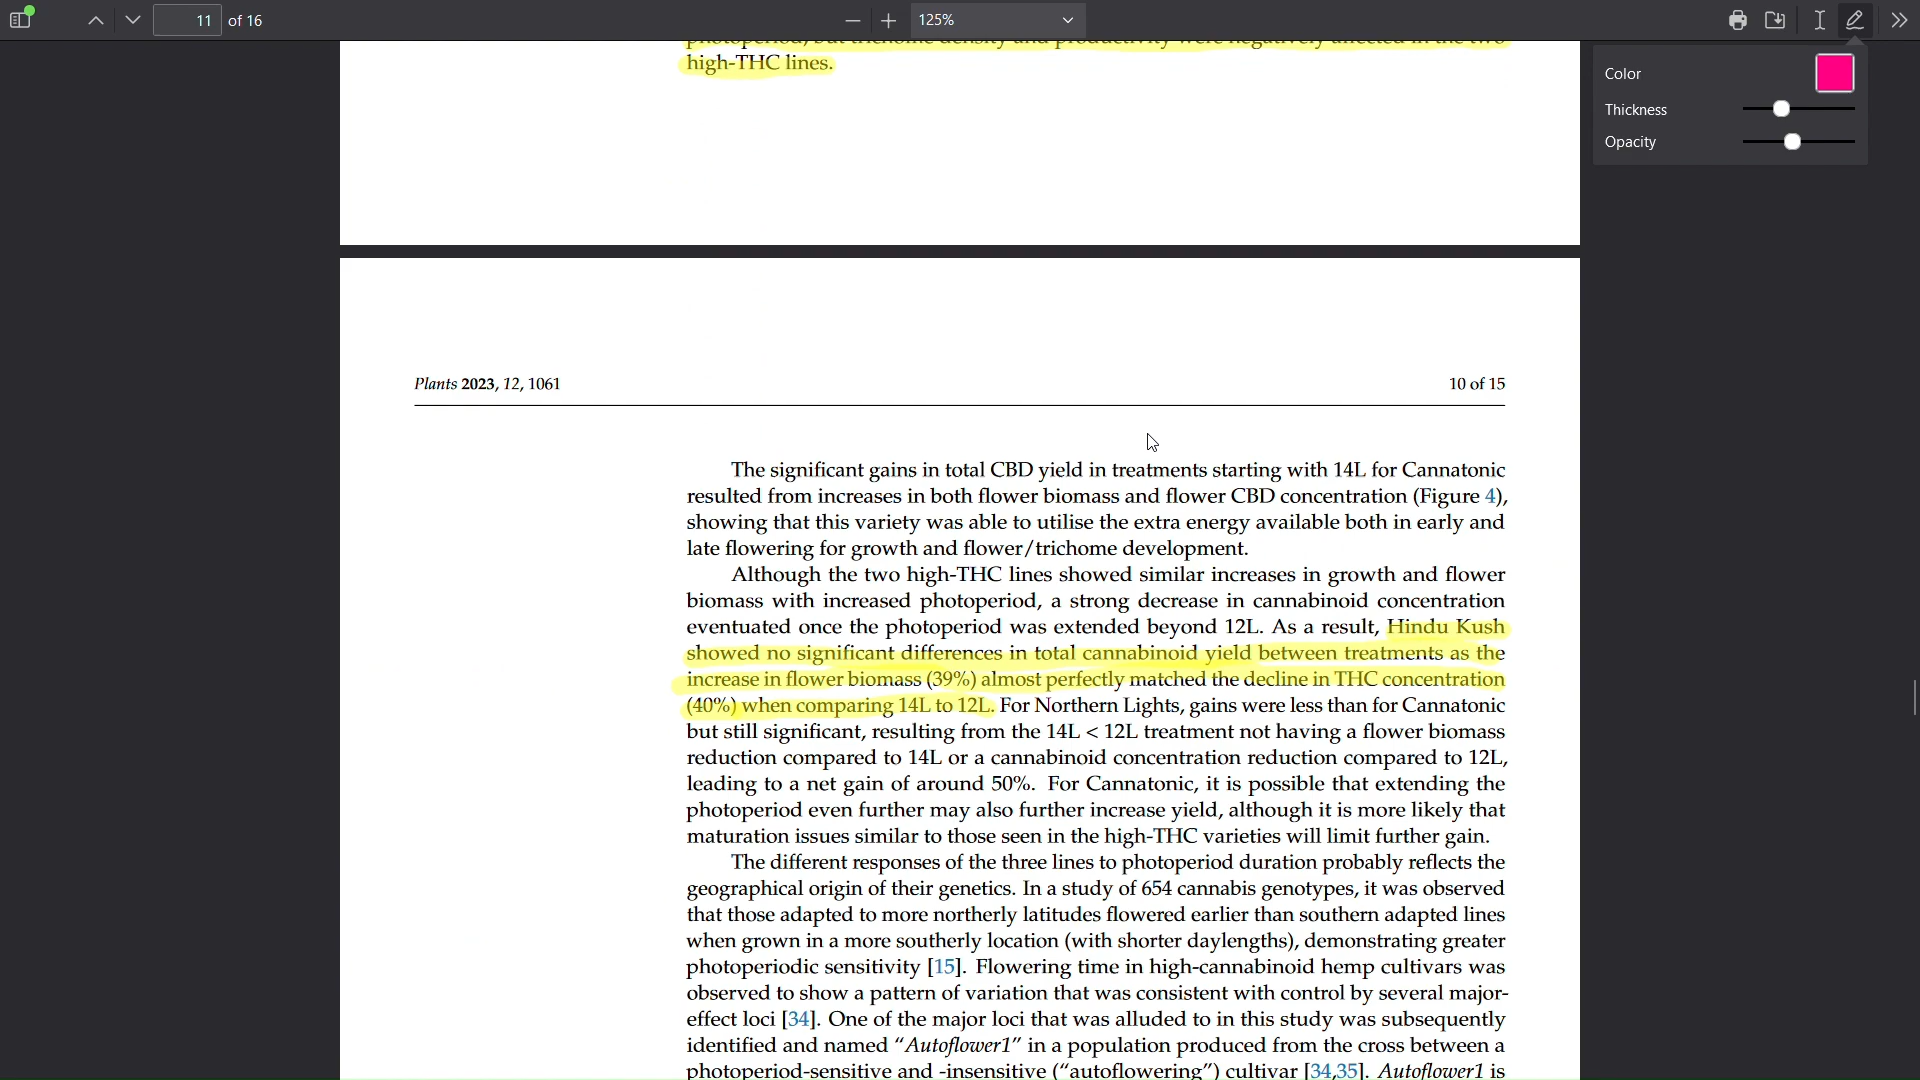 11 of 16
125%
Color
Thickness
Opacity
photoperiod, but trichome density and productivity were negatively affected in the two
high-THC lines.
Plants 2023, 12, 1061
10 of 15
The significant gains in total CBD yield in treatments starting with 14L for Cannatonic
resulted from increases in both flower biomass and flower CBD concentration (Figure 4),
showing that this variety was able to utilise the extra energy available both in early and
late flowering for growth and flower/trichome development.
Although the two high-THC lines showed similar increases in growth and flower
biomass with increased photoperiod, a strong decrease in cannabinoid concentration
eventuated once the photoperiod was extended beyond 12L. As a result, Hindu Kush
showed no significant differences in total cannabinoid yield between treatments as the
increase in flower biomass (39%) almost perfectly matched the decline in THC concentration
(40%) when comparing 14L to 12L. For Northern Lights, gains were less than for Cannatonic
but still significant, resulting from the 14L < 12L treatment not having a flower biomass
reduction compared to 14L or a cannabinoid concentration reduction compared to 12L,
leading to a net gain of around 50%. For Cannatonic, it is possible that extending the
photoperiod even further may also further increase yield, although it is more likely that
maturation issues similar to those seen in the high-THC varieties will limit further gain.
The different responses of the three lines to photoperiod duration probably reflects the
geographical origin of their genetics. In a study of 654 cannabis genotypes, it was observed
that those adapted to more northerly latitudes flowered earlier than southern adapted lines
when grown in a more southerly location (with shorter daylengths), demonstrating greater
photoperiodic sensitivity [15]. Flowering time in high-cannabinoid hemp cultivars was
observed to show a pattern of variation that was consistent with control by several major-
effect loci [34]. One of the major loci that was alluded to in this study was subsequently
identified and named “Autoflower1” in a population produced from the cross between a
photoperiod-sensitive and -insensitive (“autoflowering”) cultivar [34,35]. Autoflower1 is